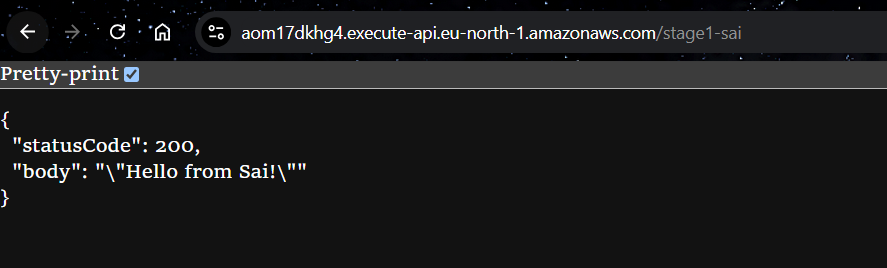 aom17dkhg4.execute-api.eu-north-1.amazonaws.com/stage1-sai
Pretty-print
{
"statusCode": 200,
"body": "\"Hello from Sai!\""
}